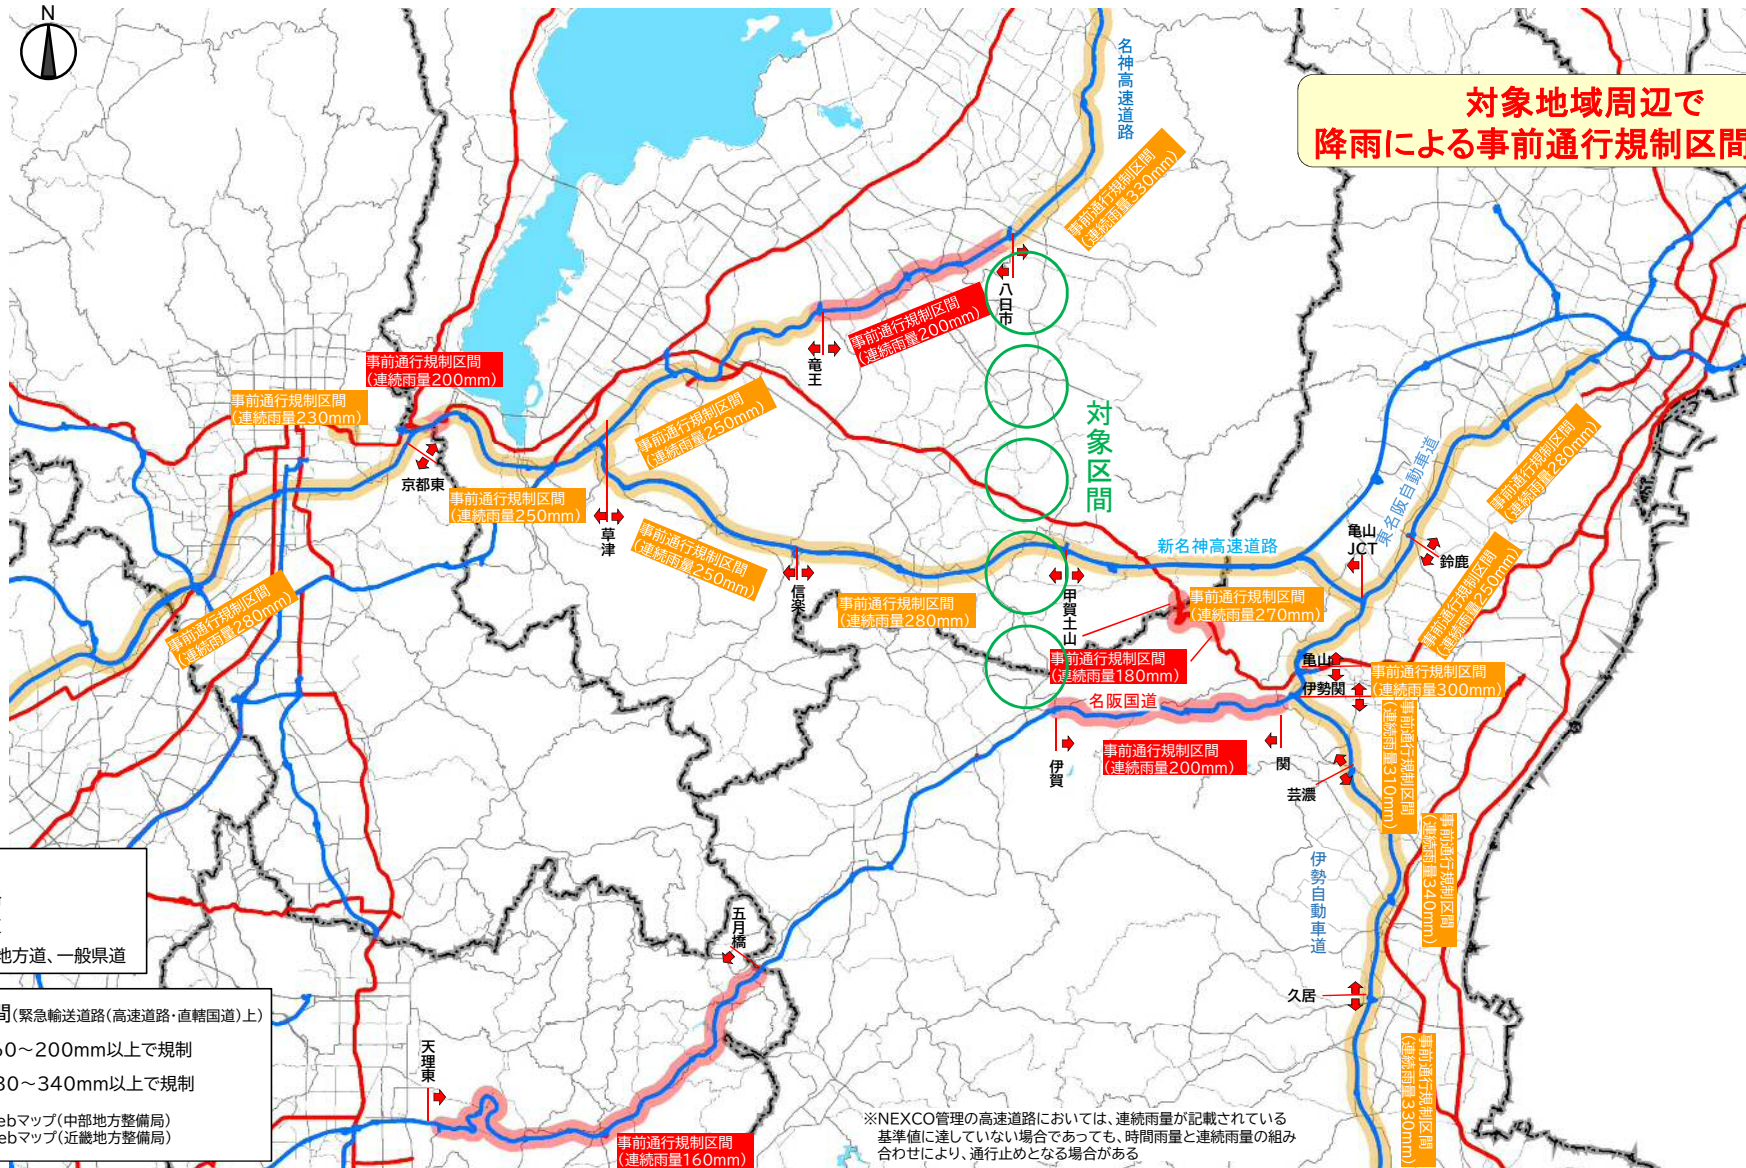 N
対象地域周辺で
降雨による事前通行規制区間
名神高速道路
事前通行規制区間
(連続雨量330mm)
八日市
事前通行規制区間
(連続雨量200mm)
竜王
事前通行規制区間
(連続雨量200mm)
事前通行規制区間
(連続雨量230mm)
京都東
事前通行規制区間
(連続雨量250mm)
事前通行規制区間
(連続雨量250mm)
草津
事前通行規制区間
(連続雨量250mm)
信楽
対象区間
事前通行規制区間
(連続雨量280mm)
事前通行規制区間
(連続雨量280mm)
甲賀土山
新名神高速道路
亀山
JCT
東名阪自動車道
事前通行規制区間
(連続雨量280mm)
鈴鹿
事前通行規制区間
(連続雨量250mm)
事前通行規制区間
(連続雨量270mm)
事前通行規制区間
(連続雨量180mm)
亀山
伊勢関
事前通行規制区間
(連続雨量300mm)
名阪国道
事前通行規制区間
(連続雨量200mm)
伊賀
関
事前通行規制区間
(連続雨量310mm)
芸濃
事前通行規制区間
(連続雨量340mm)
伊勢自動車道
久居
事前通行規制区間
(連続雨量330mm)
五月橋
天理東
事前通行規制区間
(連続雨量160mm)
地方道、一般県道
間(緊急輸送道路(高速道路・直轄国道)上)
60～200mm以上で規制
30～340mm以上で規制
ebマップ(中部地方整備局)
ebマップ(近畿地方整備局)
※NEXCO管理の高速道路においては、連続雨量が記載されている
基準値に達していない場合であっても、時間雨量と連続雨量の組み
合わせにより、通行止めとなる場合がある